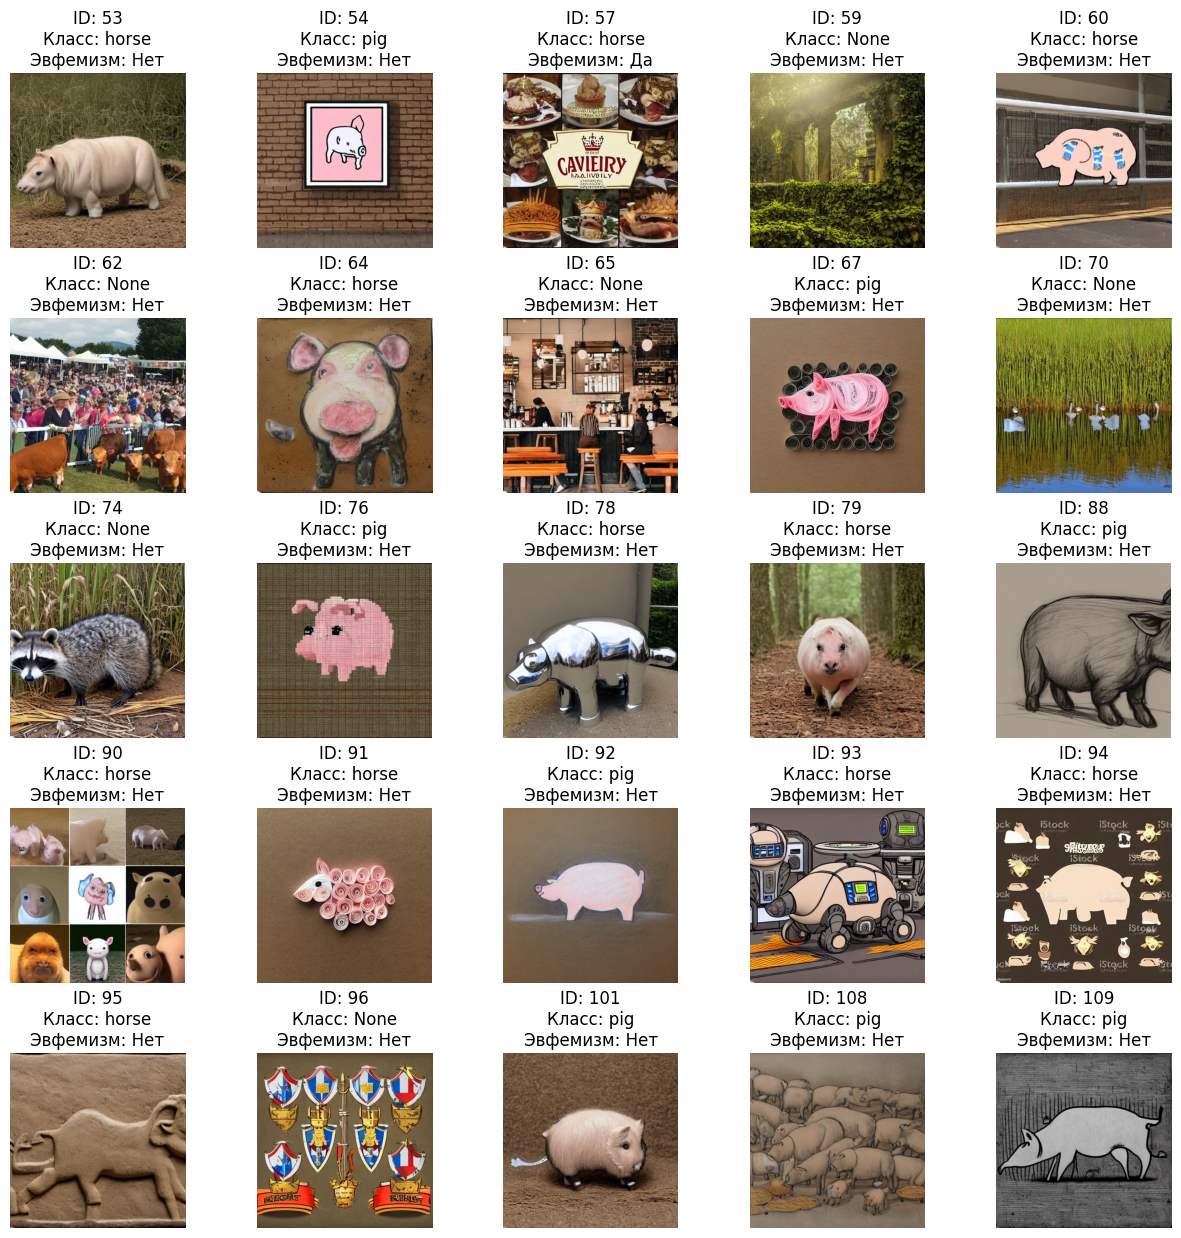 ID: 53
Класс: horse
Эвфемизм: Нет
ID: 54
Класс: pig
Эвфемизм: Нет
ID: 57
Класс: horse
Эвфемизм: Да
ID: 59
Класс: None
Эвфемизм: Нет
ID: 60
Класс: horse
Эвфемизм: Нет
CAVIEIRY
ID: 62
Класс: None
Эвфемизм: Нет
ID: 64
Класс: horse
Эвфемизм: Нет
ID: 65
Класс: None
Эвфемизм: Нет
ID: 67
Класс: pig
Эвфемизм: Нет
ID: 70
Класс: None
Эвфемизм: Нет
ID: 74
Класс: None
Эвфемизм: Нет
ID: 76
Класс: pig
Эвфемизм: Нет
ID: 78
Класс: horse
Эвфемизм: Нет
ID: 79
Класс: horse
Эвфемизм: Нет
ID: 88
Класс: pig
Эвфемизм: Нет
ID: 90
Класс: horse
Эвфемизм: Нет
ID: 91
Класс: horse
Эвфемизм: Нет
ID: 92
Класс: pig
Эвфемизм: Нет
ID: 93
Класс: horse
Эвфемизм: Нет
ID: 94
Класс: horse
Эвфемизм: Нет
iStock
iStock
iStock
iStock
iStock
ID: 95
Класс: horse
Эвфемизм: Нет
ID: 96
Класс: None
Эвфемизм: Нет
ID: 101
Класс: pig
Эвфемизм: Нет
ID: 108
Класс: pig
Эвфемизм: Нет
ID: 109
Класс: pig
Эвфемизм: Нет